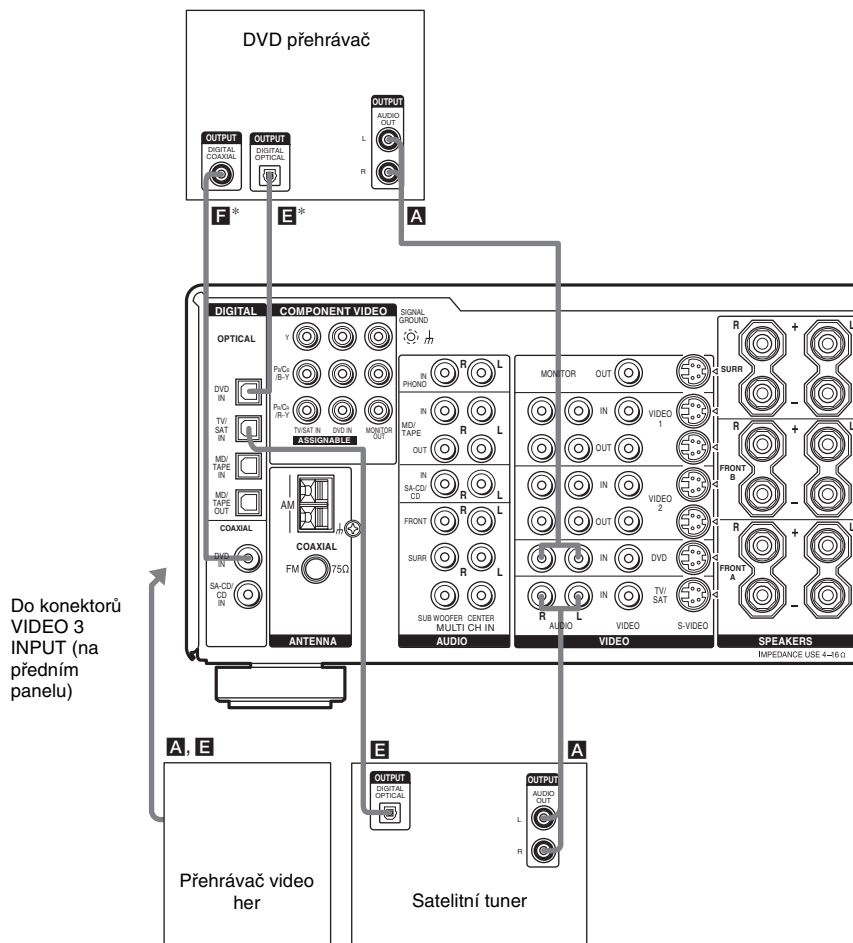 DVD přehrávač
OUTPUT
AUDIO
OUT
L
R
OUTPUT
DIGITAL
COAXIAL
OUTPUT
DIGITAL
OPTICAL
F*
E*
A
DIGITAL
OPTICAL
DVD
IN
TV/
SAT
IN
MD/
TAPE
IN
MD/
TAPE
OUT
COAXIAL
DVD
IN
SA-CD/
CD
IN
COMPONENT VIDEO
Y
PB/CB
/B-Y
PR/CR
/R-Y
TV/SAT IN
DVD IN
MONITOR
OUT
ASSIGNABLE
SIGNAL
GROUND
AM
COAXIAL
FM
75Ω
ANTENNA
IN
PHONO
R
L
IN
MD/
TAPE
OUT
R
L
IN
SA-CD/
CD
R
L
FRONT
R
L
SURR
R
L
SUB WOOFER
CENTER
MULTI CH IN
AUDIO
MONITOR
OUT
IN
VIDEO
1
OUT
IN
VIDEO
2
OUT
IN
DVD
IN
TV/
SAT
R
L
AUDIO
VIDEO
S-VIDEO
VIDEO
R
+
L
SURR
–
R
+
L
FRONT
B
–
R
+
L
FRONT
A
–
SPEAKERS
IMPEDANCE USE 4–16 Ω
Do konektorů
VIDEO 3
INPUT (na
předním
panelu)
A, E
Přehrávač video
her
E
A
OUTPUT
DIGITAL
OPTICAL
OUTPUT
AUDIO
OUT
L
R
Satelitní tuner